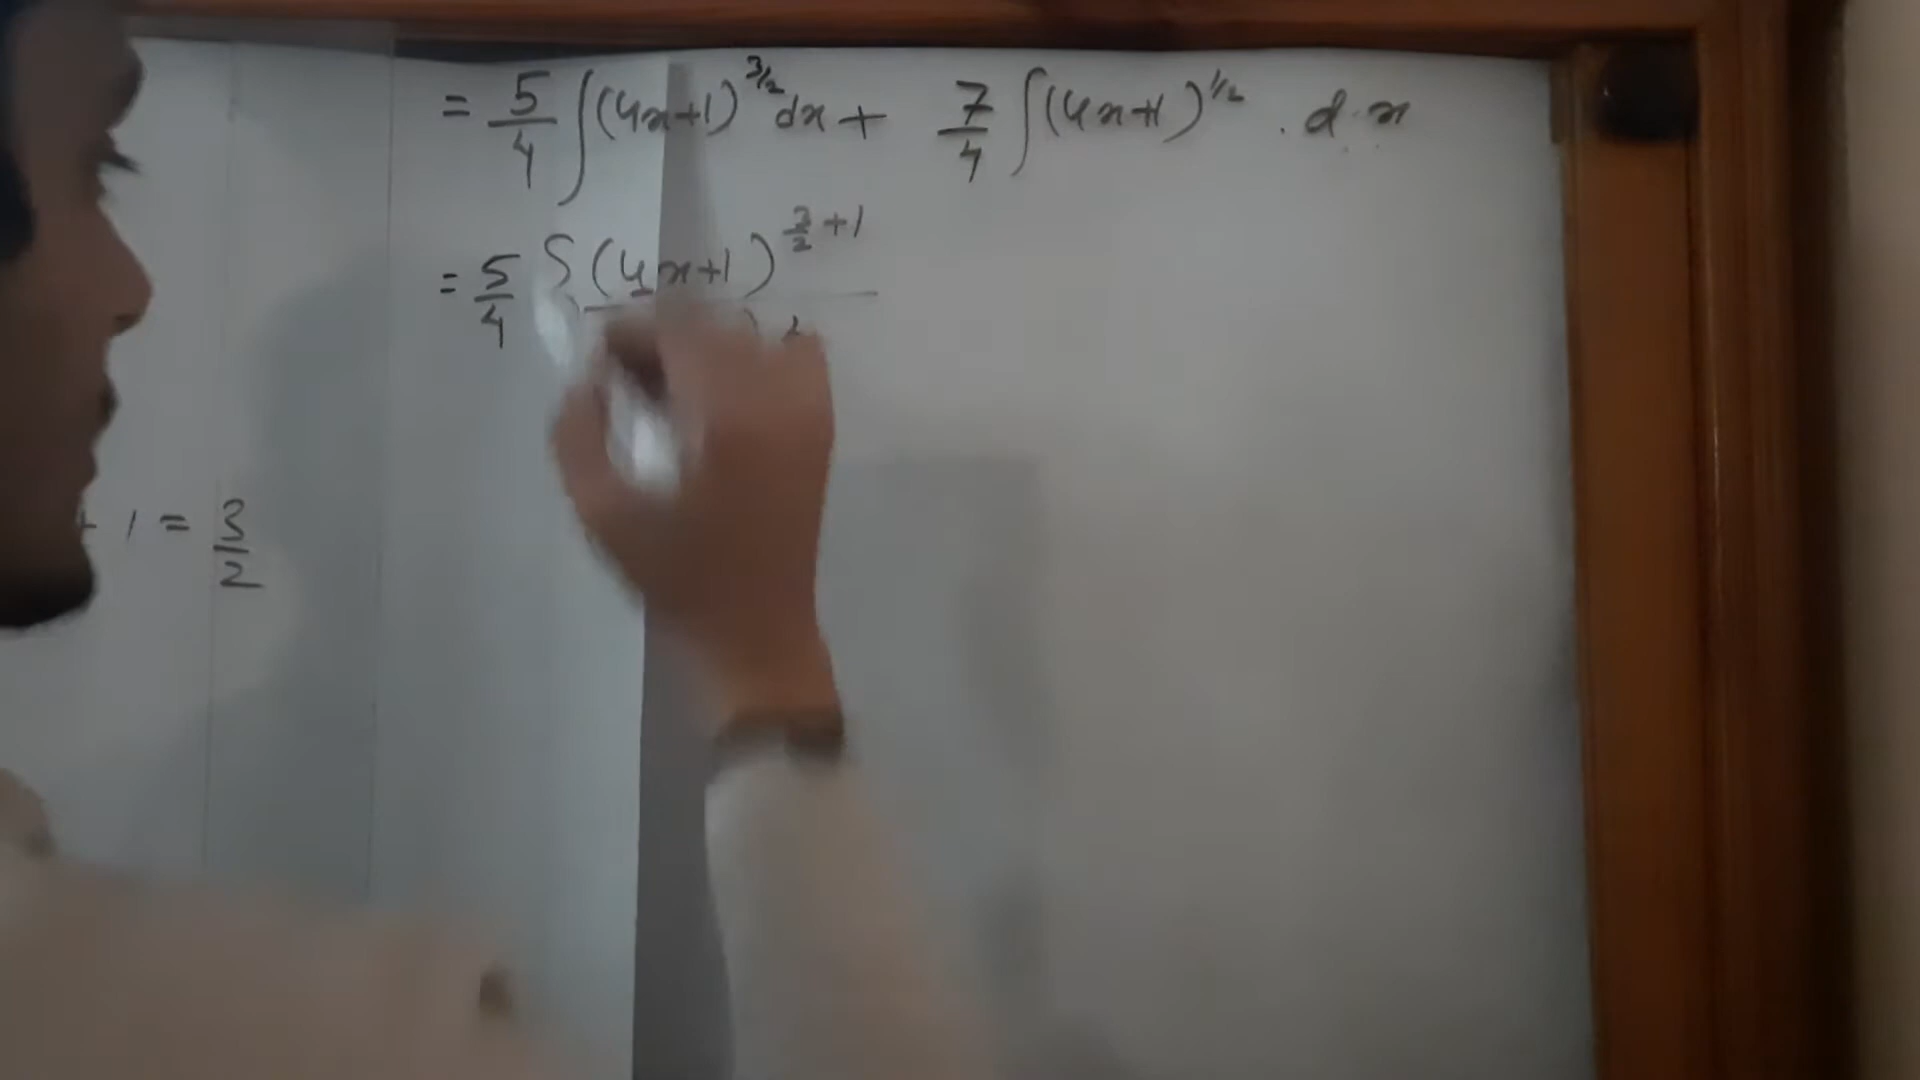 = 5/4 ∫(4x+1)^3/2 dx + 7/4 ∫(4x+1)^1/2 . d x
= 5/4 { (4x+1)^3/2+1
+ 1 = 3/2